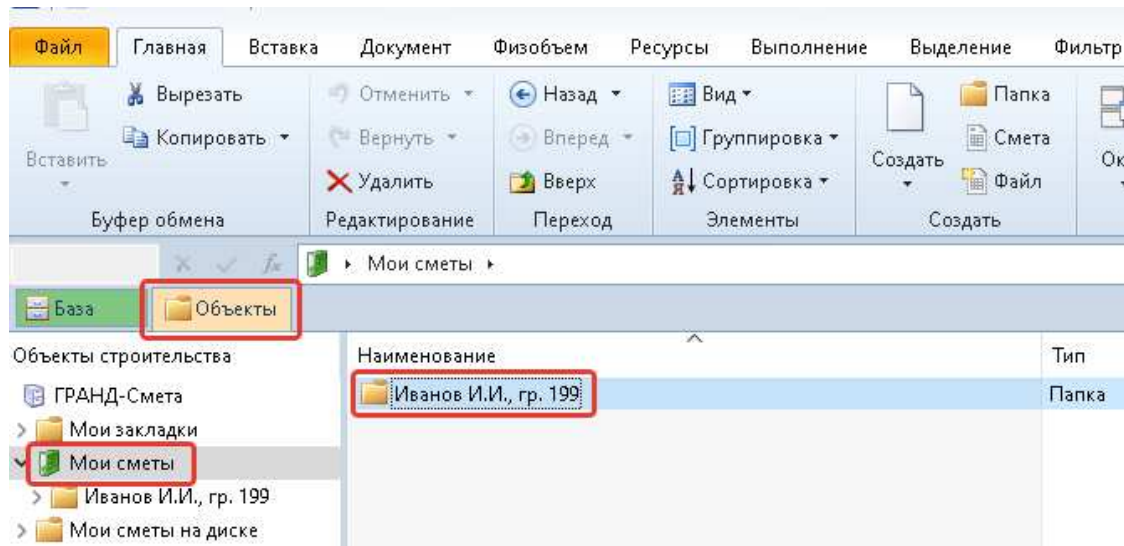 Файл Главная Вставка Документ Физобъем Ресурсы Выполнение Выделение Фильтр
Вырезать Отменить Назад Вид Папка
Копировать Вернуть Вперед Группировка Смета
Вставить Создать
Удалить Вверх Сортировка Файл
Буфер обмена Редактирование Переход Элементы Создать
fx Мои сметы
База Объекты
Объекты строительства Наименование Тип
ГРАНД-Смета Иванов И.И., гр. 199 Папка
Мои закладки
Мои сметы
Иванов И.И., гр. 199
Мои сметы на диске